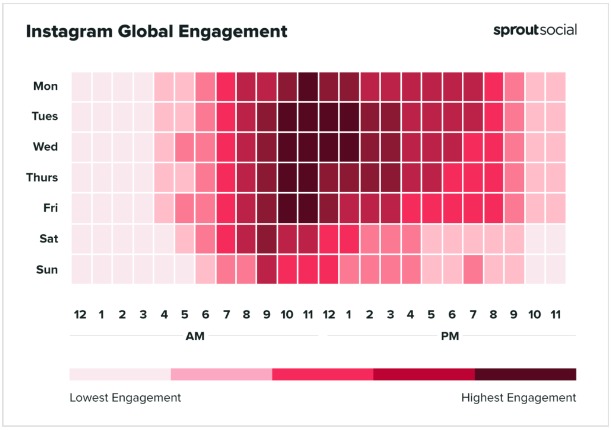 Instagram Global Engagement
sproutsocial
Mon
Tues
Wed
Thurs
Fri
Sat
Sun
12 1 2 3 4 5 6 7 8 9 10 11 12 1 2 3 4 5 6 7 8 9 10 11
AM PM
Lowest Engagement Highest Engagement